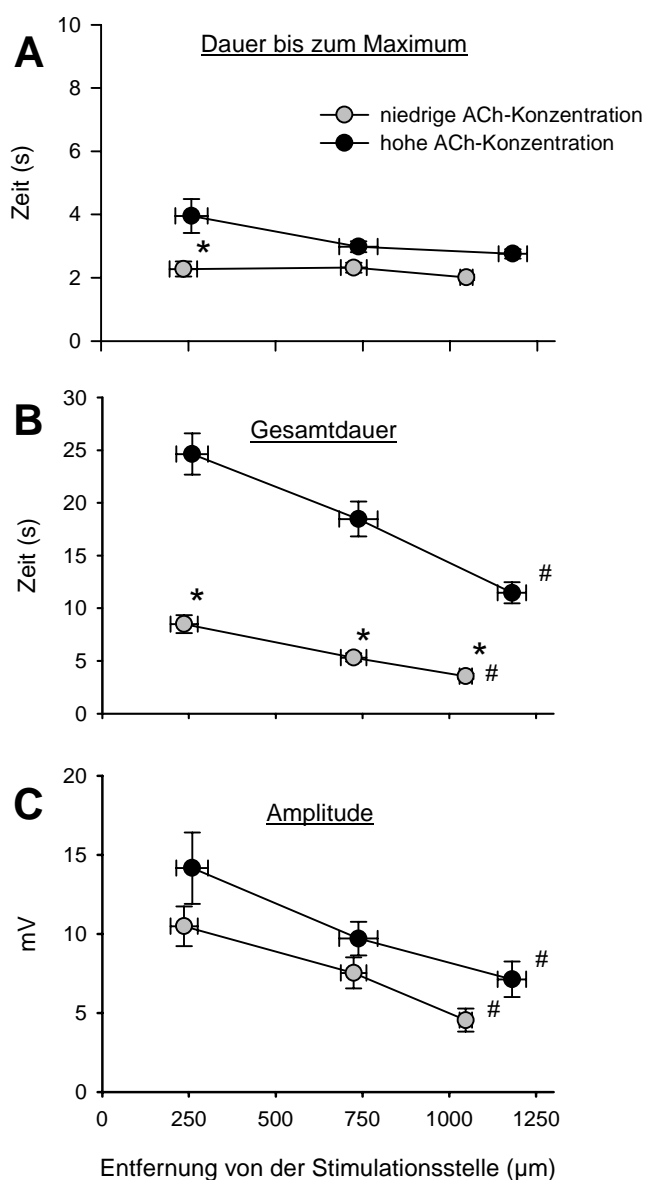 A
Dauer bis zum Maximum
10
8
6
4
2
0
Zeit (s)
niedrige ACh-Konzentration
hohe ACh-Konzentration
*
B
Gesamtdauer
30
25
20
15
10
5
0
Zeit (s)
#
*
*
*
#
C
Amplitude
20
15
10
5
0
mV
#
#
0
250
500
750
1000
1250
Entfernung von der Stimulationsstelle (µm)